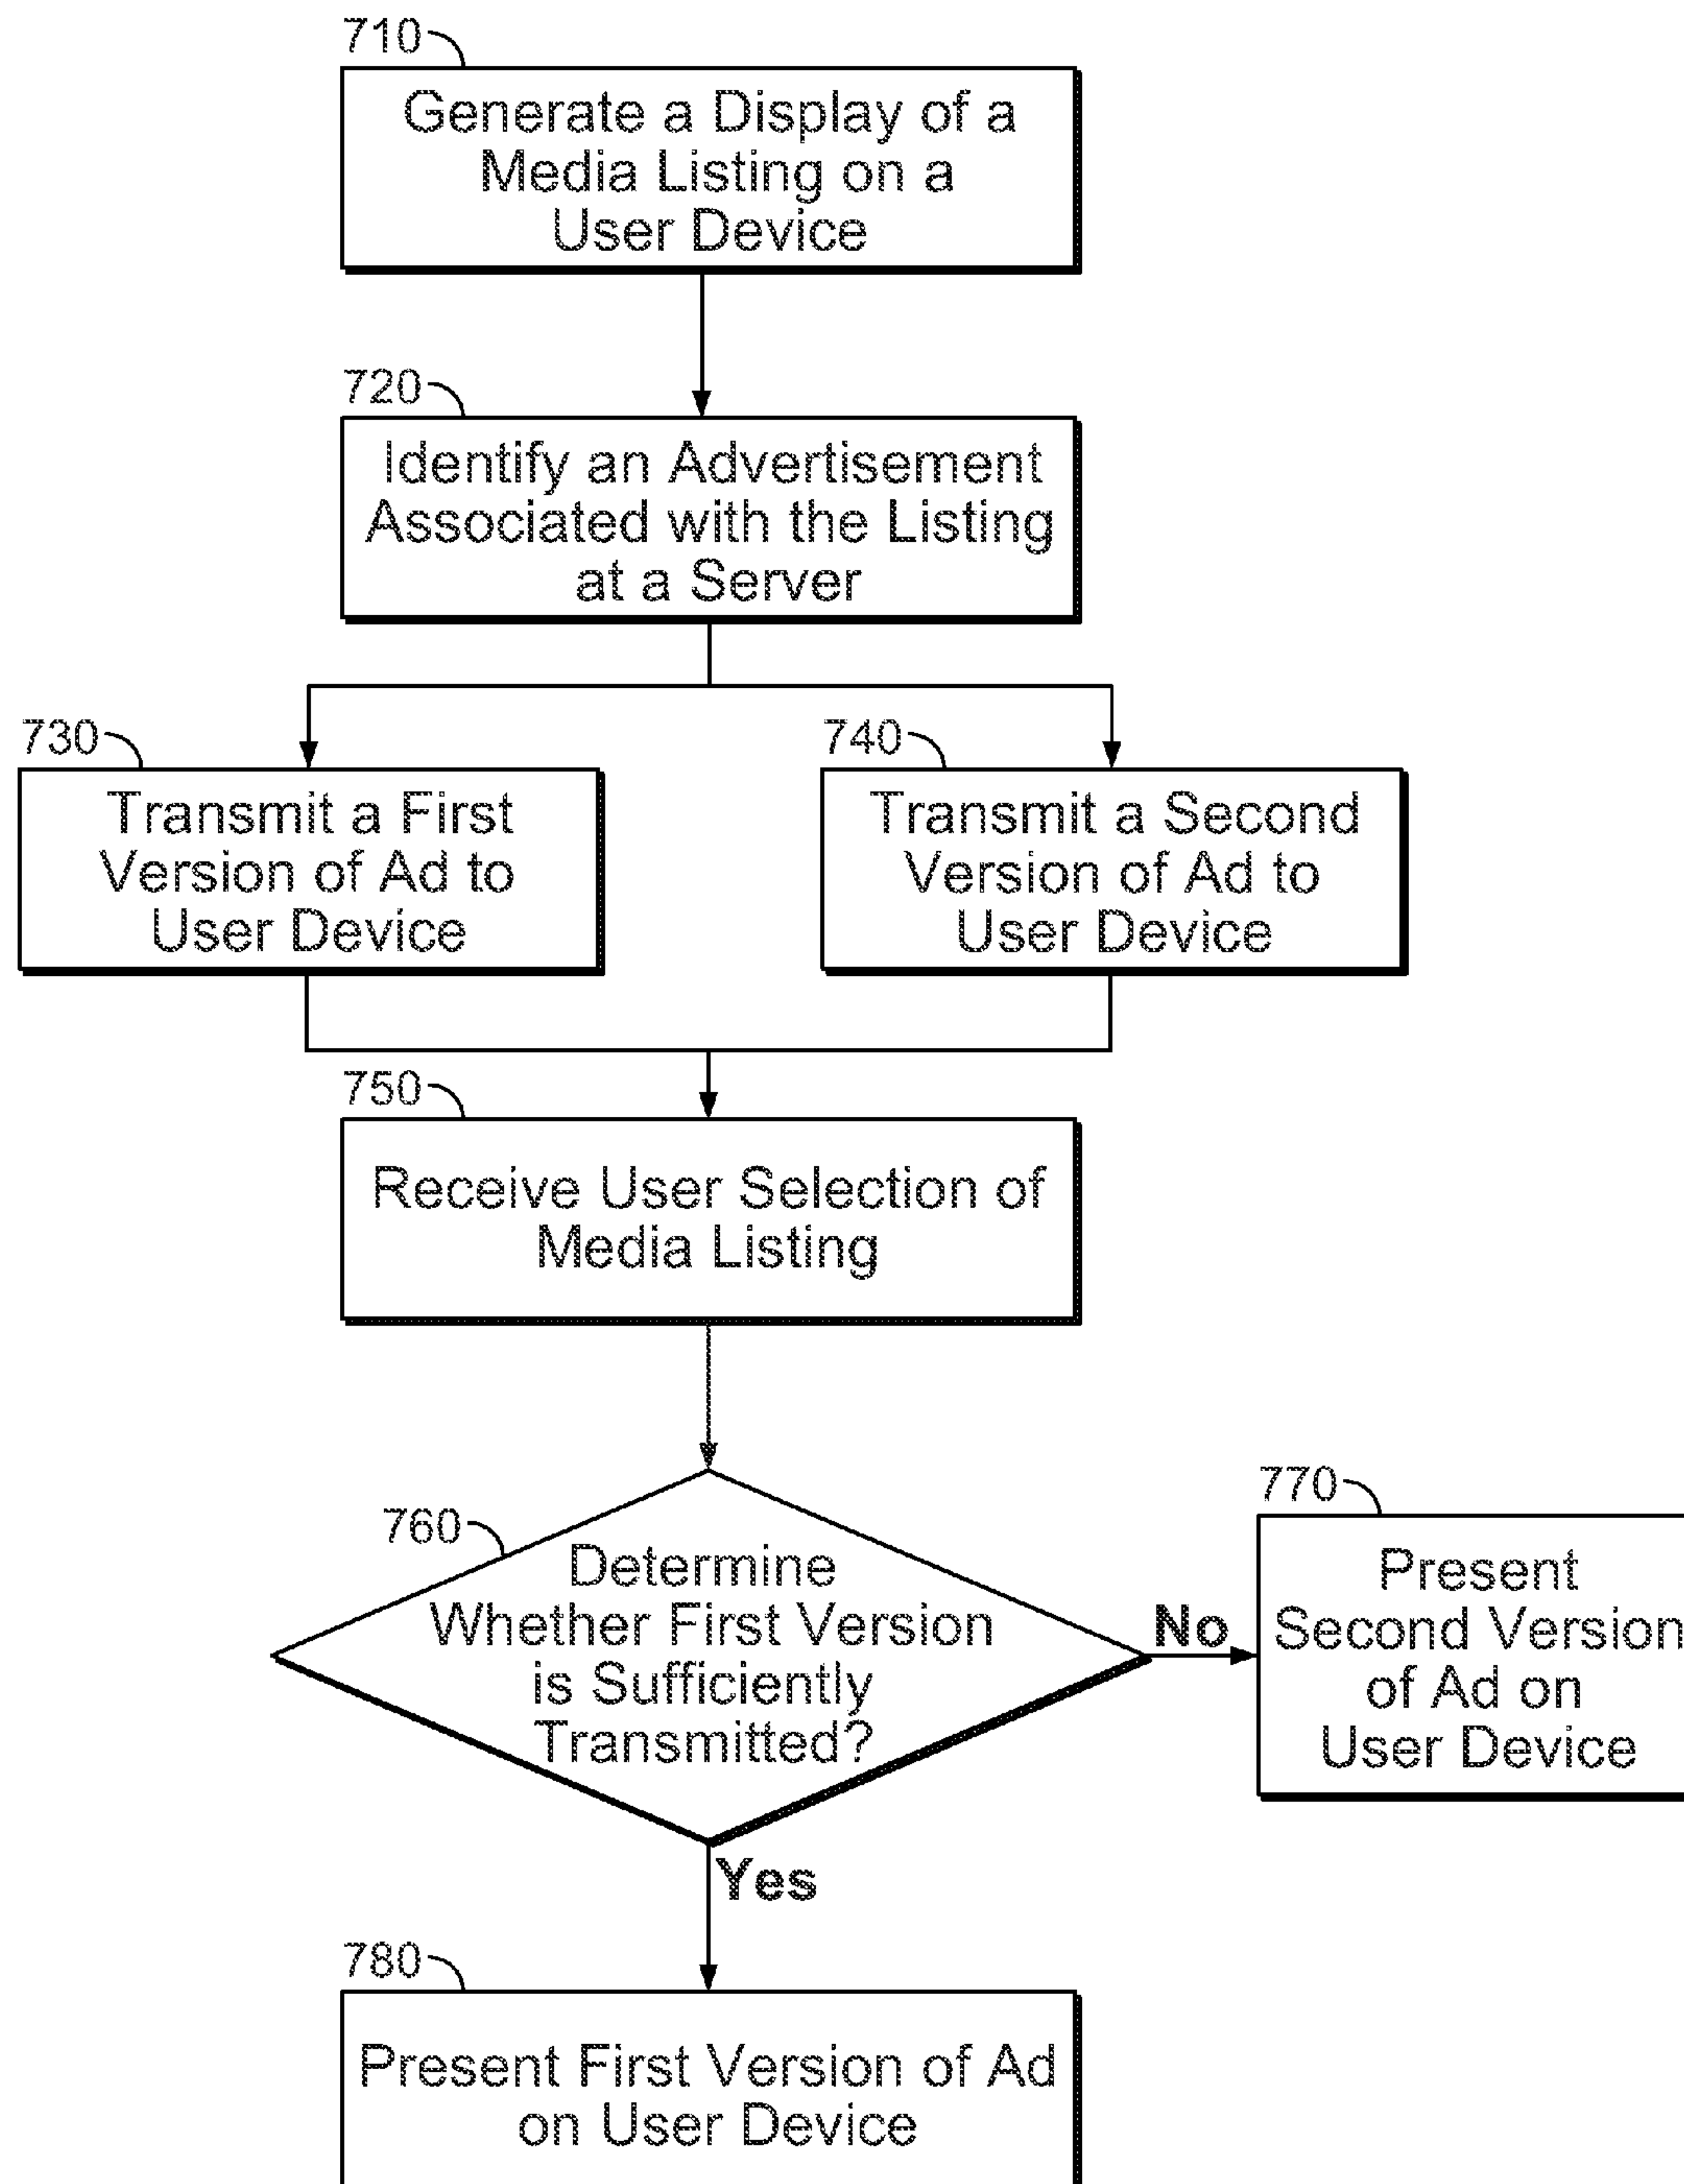 710
Generate a Display of a
Media Listing on a
User Device
720
Identify an Advertisement
Associated with the Listing
at a Server
730
Transmit a First
Version of Ad to
User Device
740
Transmit a Second
Version of Ad to
User Device
750
Receive User Selection of
Media Listing
760
Determine
Whether First Version
is Sufficiently
Transmitted?
No
770
Present
Second Version
of Ad on
User Device
Yes
780
Present First Version of Ad
on User Device